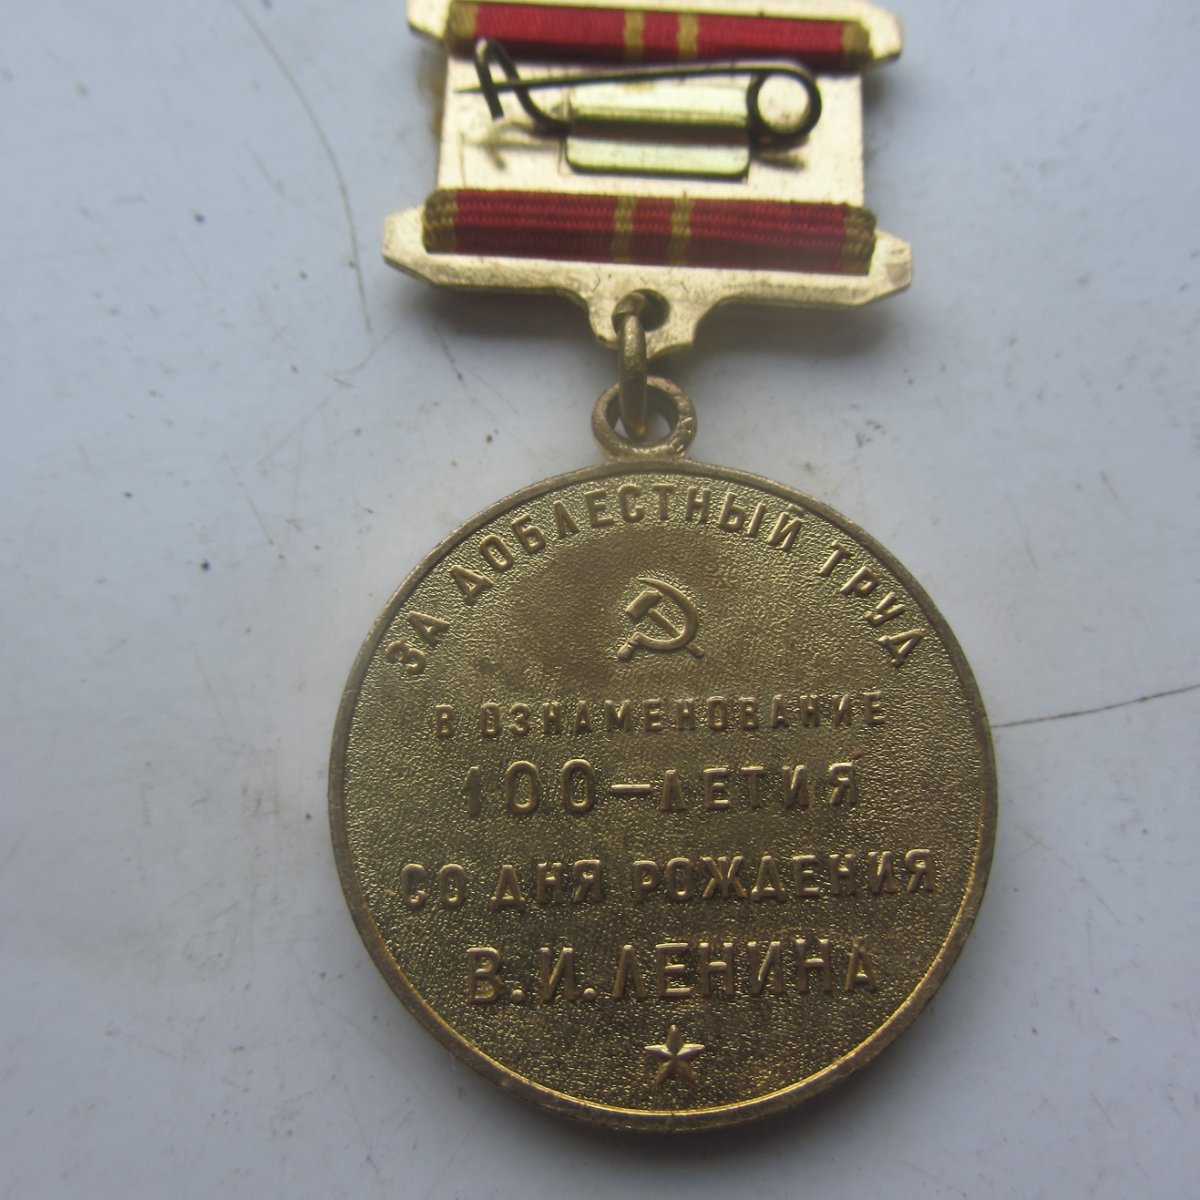 ЗА ДОБЛЕСТНЫЙ ТРУД
В ОЗНАМЕНОВАНИЕ
100-ЛЕТИЯ
СО ДНЯ РОЖДЕНИЯ
В.И.ЛЕНИНА